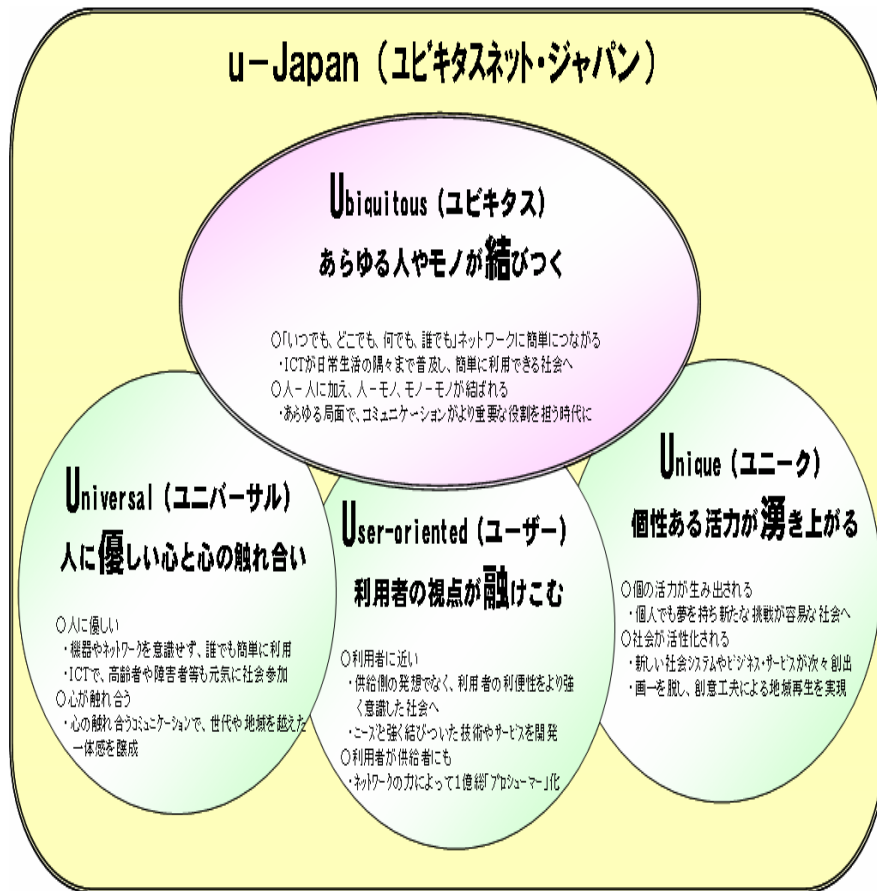 u－Japan（ユビキタスネット・ジャパン）
Ubiquitous（ユビキタス）
あらゆる人やモノが結びつく
○「いつでも、どこでも、何でも、誰でも」ネットワークに簡単につながる
・ICTが日常生活の隅々まで普及し、簡単に利用できる社会へ
○人－人に加え、人－モノ、モノ－モノが結ばれる
・あらゆる局面で、コミュニケーションがより重要な役割を担う時代に
Universal（ユニバーサル）
人に優しい心と心の触れ合い
○人に優しい
・機器やネットワークを意識せず、誰でも簡単に利用
・ICTで、高齢者や障害者等も元気に社会参加
○心が触れ合う
・心の触れ合うコミュニケーションで、世代や地域を越えた
一体感を醸成
User-oriented（ユーザー）
利用者の視点が融けこむ
○利用者に近い
・供給側の発想でなく、利用者の利便性をより強
く意識した社会へ
・ニーズと強く結びついた技術やサービスを開発
○利用者が供給者にも
・ネットワークの力によって１億総「プロシューマー」化
Unique（ユニーク）
個性ある活力が湧き上がる
○個の活力が生み出される
・個人でも夢を持ち新たな挑戦が容易な社会へ
○社会が活性化される
・新しい社会システムやビジネス・サービスが次々創出
・画一を脱し、創意工夫による地域再生を実現